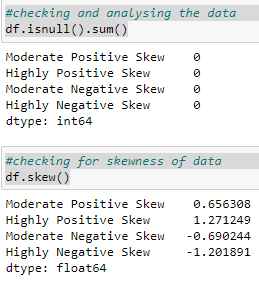 #checking and analysing the data
df.isnull().sum()
Moderate Positive Skew    0
Highly Positive Skew      0
Moderate Negative Skew    0
Highly Negative Skew      0
dtype: int64
#checking for skewness of data
df.skew()
Moderate Positive Skew    0.656308
Highly Positive Skew      1.271249
Moderate Negative Skew   -0.690244
Highly Negative Skew     -1.201891
dtype: float64